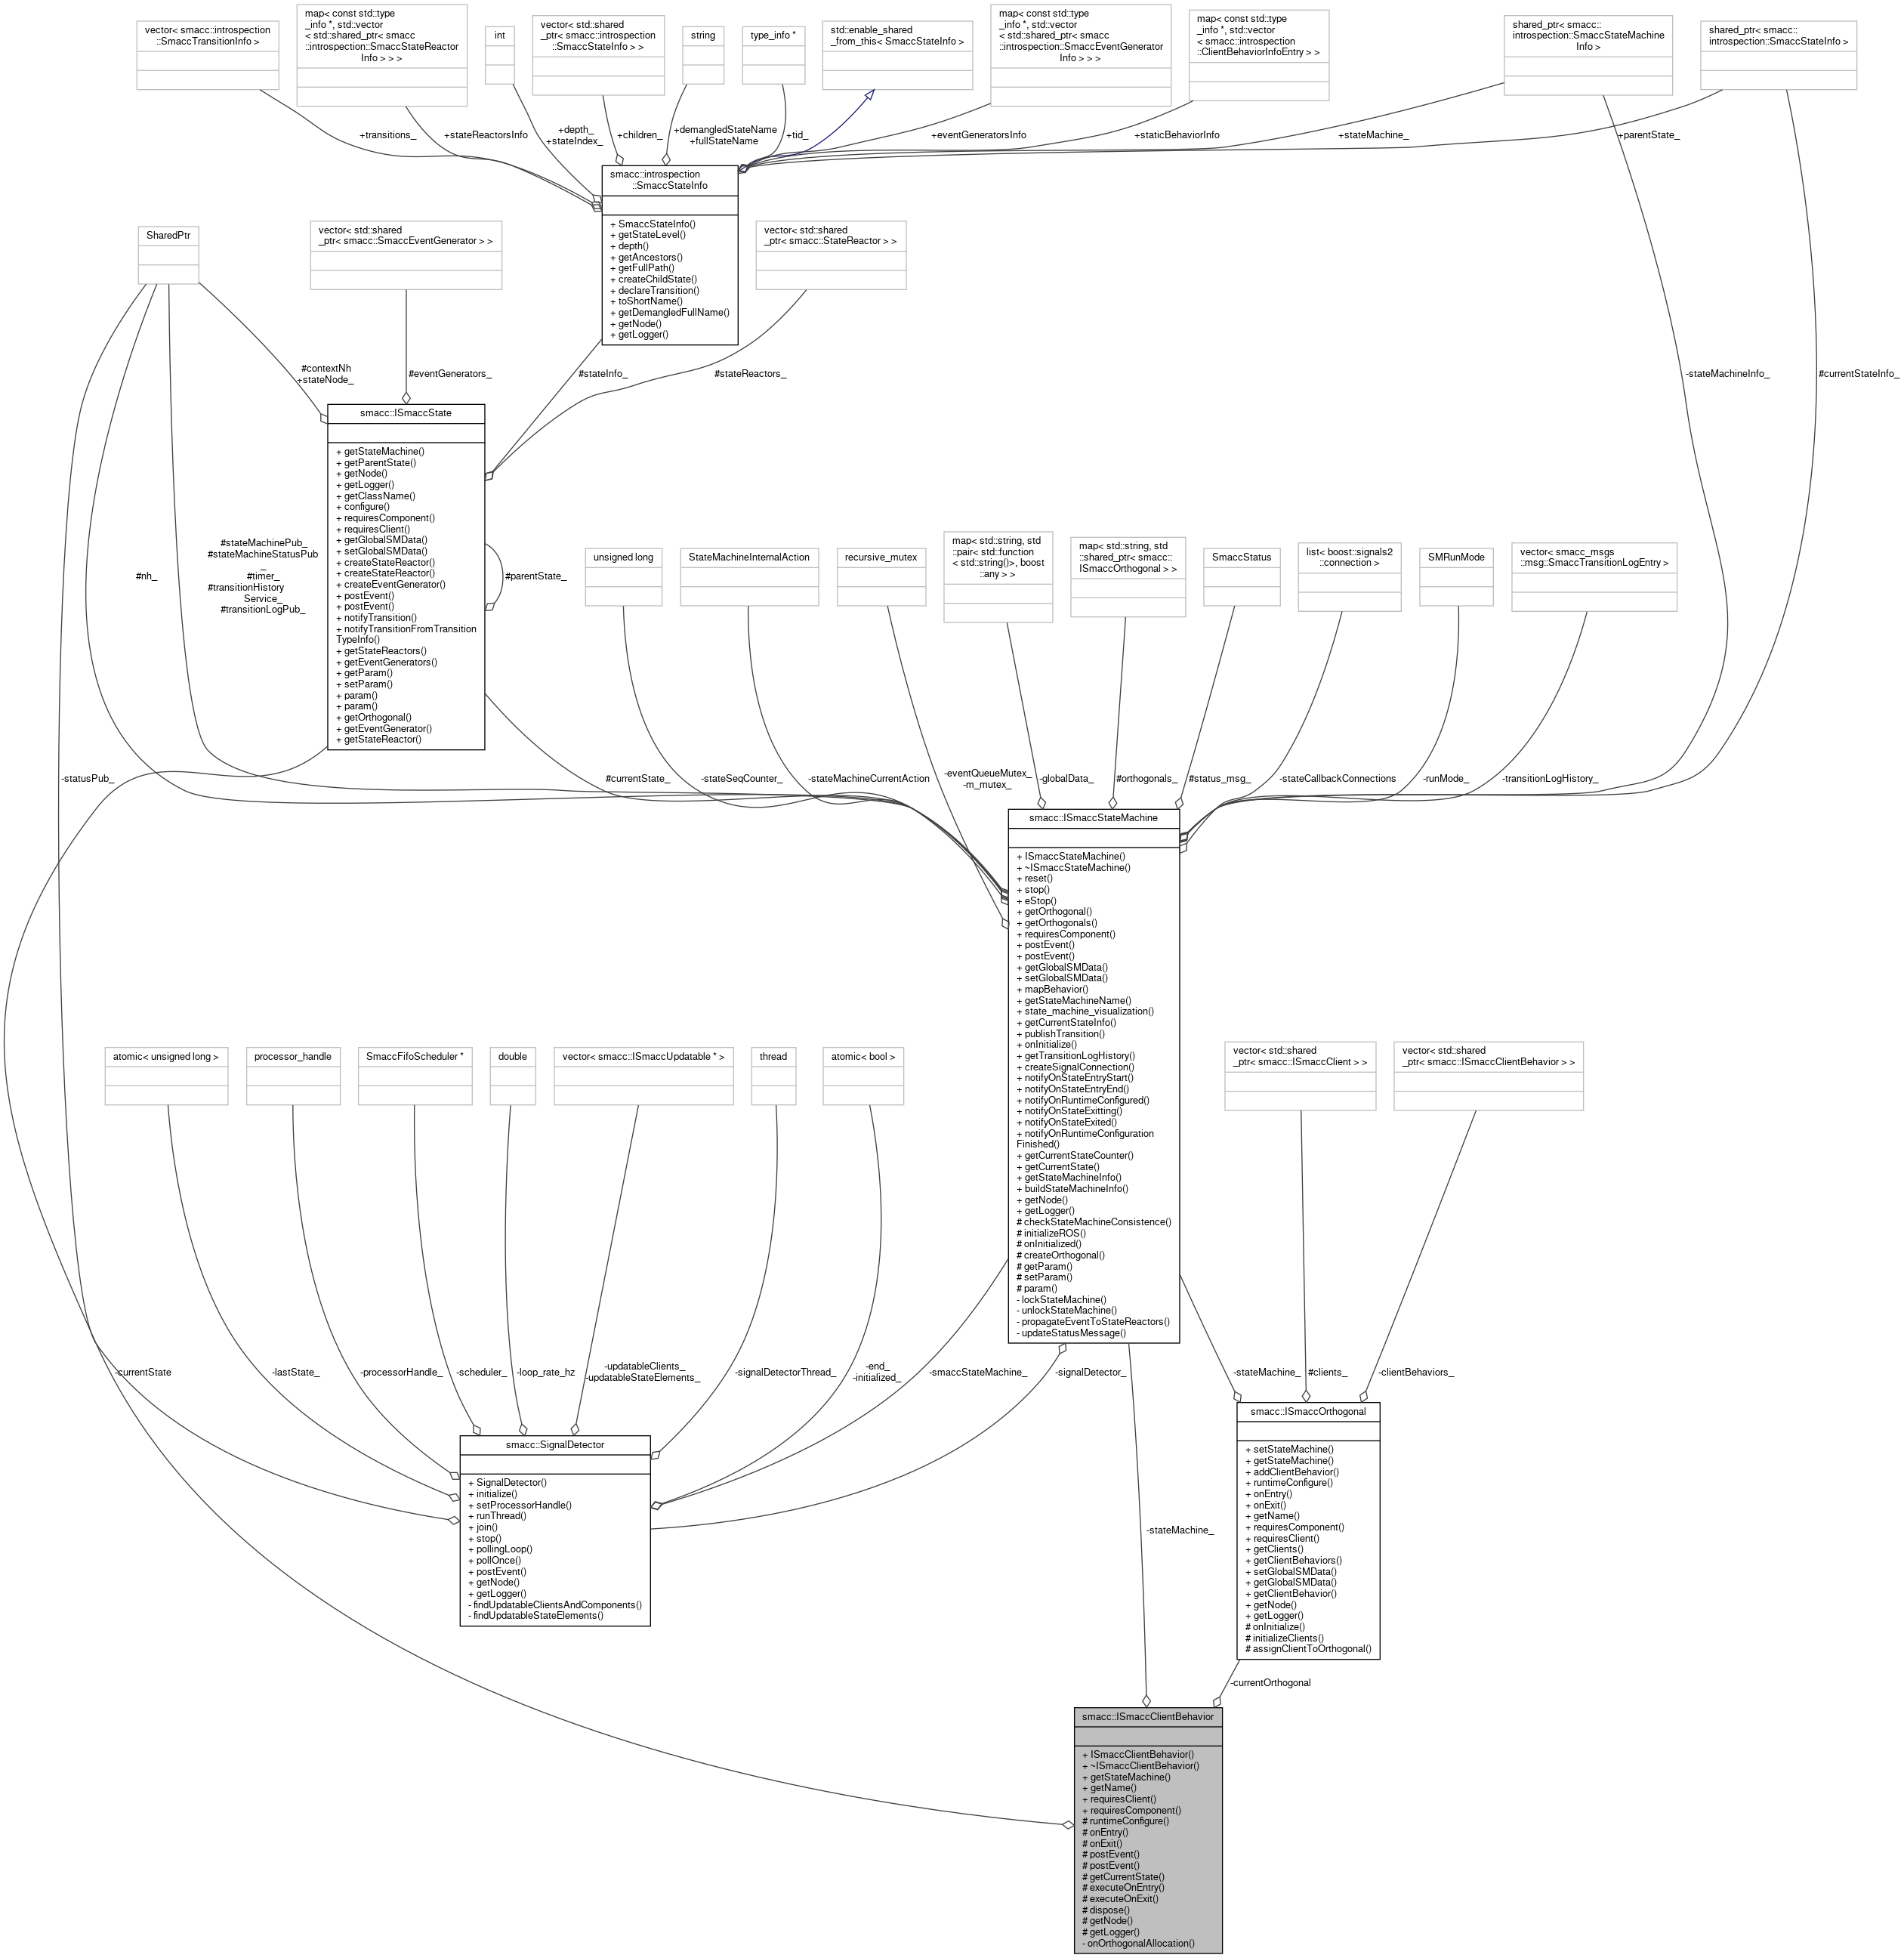 vector< smacc::introspection
::SmaccTransitionInfo >
map< const std::type
_info *, std::vector
< std::shared_ptr< smacc
::introspection::SmaccStateReactor
Info > > >
int
vector< std::shared
_ptr< smacc::introspection
::SmaccStateInfo > >
string
type_info *
std::enable_shared
_from_this< SmaccStateInfo >
map< const std::type
_info *, std::vector
< std::shared_ptr< smacc
::introspection::SmaccEventGenerator
Info > > >
map< const std::type
_info *, std::vector
< smacc::introspection
::ClientBehaviorInfoEntry > >
shared_ptr< smacc::
introspection::SmaccStateMachine
Info >
shared_ptr< smacc::
introspection::SmaccStateInfo >
+transitions_
+stateReactorsInfo
+depth_
+stateIndex_
+children_
+demangledStateName
+fullStateName
+tid_
+eventGeneratorsInfo
+staticBehaviorInfo
+stateMachine_
+parentState_
smacc::introspection
::SmaccStateInfo
+ SmaccStateInfo()
+ getStateLevel()
+ depth()
+ getAncestors()
+ getFullPath()
+ createChildState()
+ declareTransition()
+ toShortName()
+ getDemangledFullName()
+ getNode()
+ getLogger()
SharedPtr
vector< std::shared
_ptr< smacc::SmaccEventGenerator > >
vector< std::shared
_ptr< smacc::StateReactor > >
#contextNh
+stateNode_
#eventGenerators_
#stateInfo_
#stateReactors_
-stateMachineInfo_
#currentStateInfo_
smacc::ISmaccState
+ getStateMachine()
+ getParentState()
+ getNode()
+ getLogger()
+ getClassName()
+ configure()
+ requiresComponent()
+ requiresClient()
+ getGlobalSMData()
+ setGlobalSMData()
+ createStateReactor()
+ createStateReactor()
+ createEventGenerator()
+ postEvent()
+ postEvent()
+ notifyTransition()
+ notifyTransitionFromTransition
TypeInfo()
+ getStateReactors()
+ getEventGenerators()
+ getParam()
+ setParam()
+ param()
+ param()
+ getOrthogonal()
+ getEventGenerator()
+ getStateReactor()
#nh_
#stateMachinePub_
#stateMachineStatusPub
_
#timer_
#transitionHistory
Service_
#transitionLogPub_
#parentState_
unsigned long
StateMachineInternalAction
recursive_mutex
map< std::string, std
::pair< std::function
< std::string()>, boost
::any > >
map< std::string, std
::shared_ptr< smacc::
ISmaccOrthogonal > >
SmaccStatus
list< boost::signals2
::connection >
SMRunMode
vector< smacc_msgs
::msg::SmaccTransitionLogEntry >
-statusPub_
#currentState_
-stateSeqCounter_
-stateMachineCurrentAction
-eventQueueMutex_
-m_mutex_
-globalData_
#orthogonals_
#status_msg_
-stateCallbackConnections
-runMode_
-transitionLogHistory_
smacc::ISmaccStateMachine
+ ISmaccStateMachine()
+ ~ISmaccStateMachine()
+ reset()
+ stop()
+ eStop()
+ getOrthogonal()
+ getOrthogonals()
+ requiresComponent()
+ postEvent()
+ postEvent()
+ getGlobalSMData()
+ setGlobalSMData()
+ mapBehavior()
+ getStateMachineName()
+ state_machine_visualization()
+ getCurrentStateInfo()
+ publishTransition()
+ onInitialize()
+ getTransitionLogHistory()
+ createSignalConnection()
+ notifyOnStateEntryStart()
+ notifyOnStateEntryEnd()
+ notifyOnRuntimeConfigured()
+ notifyOnStateExitting()
+ notifyOnStateExited()
+ notifyOnRuntimeConfiguration
Finished()
+ getCurrentStateCounter()
+ getCurrentState()
+ getStateMachineInfo()
+ buildStateMachineInfo()
+ getNode()
+ getLogger()
# checkStateMachineConsistence()
# initializeROS()
# onInitialized()
# createOrthogonal()
# getParam()
# setParam()
# param()
- lockStateMachine()
- unlockStateMachine()
- propagateEventToStateReactors()
- updateStatusMessage()
atomic< unsigned long >
processor_handle
SmaccFifoScheduler *
double
vector< smacc::ISmaccUpdatable * >
thread
atomic< bool >
vector< std::shared
_ptr< smacc::ISmaccClient > >
vector< std::shared
_ptr< smacc::ISmaccClientBehavior > >
-currentState
-lastState_
-processorHandle_
-scheduler_
-loop_rate_hz
-updatableClients_
-updatableStateElements_
-signalDetectorThread_
-end_
-initialized_
-smaccStateMachine_
-signalDetector_
-stateMachine_
#clients_
-clientBehaviors_
smacc::SignalDetector
+ SignalDetector()
+ initialize()
+ setProcessorHandle()
+ runThread()
+ join()
+ stop()
+ pollingLoop()
+ pollOnce()
+ postEvent()
+ getNode()
+ getLogger()
- findUpdatableClientsAndComponents()
- findUpdatableStateElements()
smacc::ISmaccOrthogonal
+ setStateMachine()
+ getStateMachine()
+ addClientBehavior()
+ runtimeConfigure()
+ onEntry()
+ onExit()
+ getName()
+ requiresComponent()
+ requiresClient()
+ getClients()
+ getClientBehaviors()
+ setGlobalSMData()
+ getGlobalSMData()
+ getClientBehavior()
+ getNode()
+ getLogger()
# onInitialize()
# initializeClients()
# assignClientToOrthogonal()
-stateMachine_
-currentOrthogonal
smacc::ISmaccClientBehavior
+ ISmaccClientBehavior()
+ ~ISmaccClientBehavior()
+ getStateMachine()
+ getName()
+ requiresClient()
+ requiresComponent()
# runtimeConfigure()
# onEntry()
# onExit()
# postEvent()
# postEvent()
# getCurrentState()
# executeOnEntry()
# executeOnExit()
# dispose()
# getNode()
# getLogger()
- onOrthogonalAllocation()